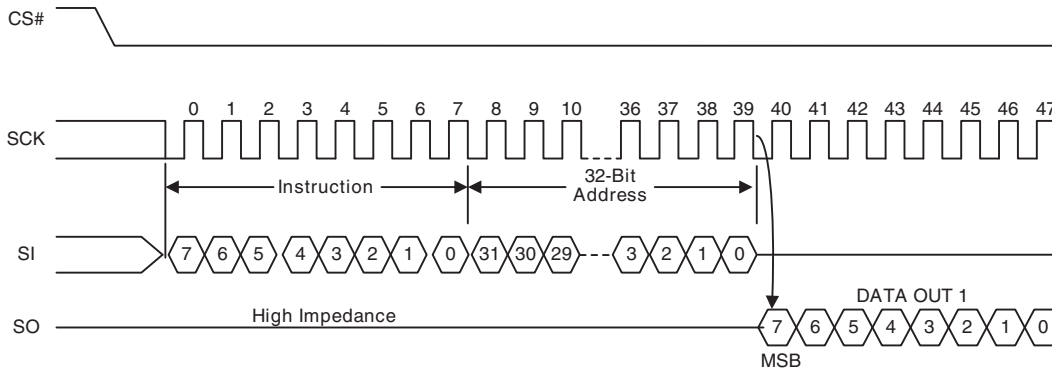 CS#
0 1 2 3 4 5 6 7 8 9 10 36 37 38 39 40 41 42 43 44 45 46 47
SCK
Instruction
32-Bit
Address
SI 7 6 5 4 3 2 1 0 31 30 29 3 2 1 0
DATA OUT 1
High Impedance
SO 7 6 5 4 3 2 1 0
MSB